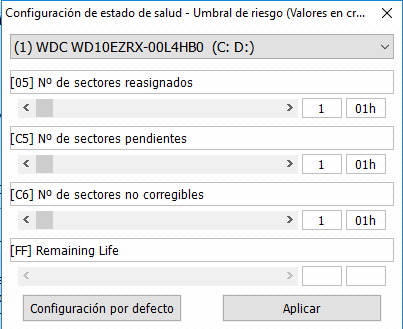 Configuración de estado de salud - Umbral de riesgo (Valores en cr...
(1) WDC WD10EZRX-00L4HB0 (C: D:)
[05] Nº de sectores reasignados
1 01h
[C5] Nº de sectores pendientes
1 01h
[C6] Nº de sectores no corregibles
1 01h
[FF] Remaining Life
Configuración por defecto Aplicar